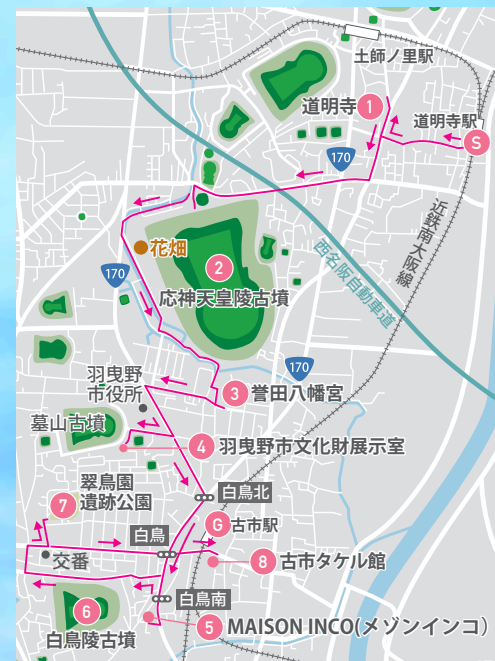 土師ノ里駅
道明寺
1
道明寺駅
S
170
近鉄南大阪線
西名阪自動車道
花畑
2
応神天皇陵古墳
170
170
羽曳野
市役所
3
誉田八幡宮
墓山古墳
4
羽曳野市文化財展示室
翠鳥園
遺跡公園
7
白鳥北
G
古市駅
白鳥
交番
8
古市タケル館
白鳥南
6
白鳥陵古墳
5
MAISON INCO(メゾンインコ)